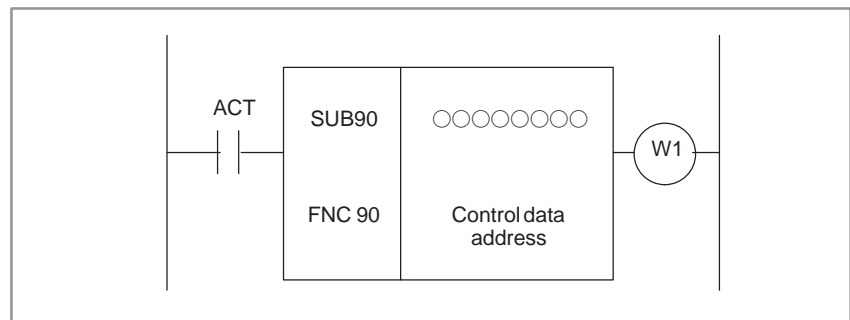 ACT
SUB90
○○○○○○○○
W1
FNC 90
Control data
address